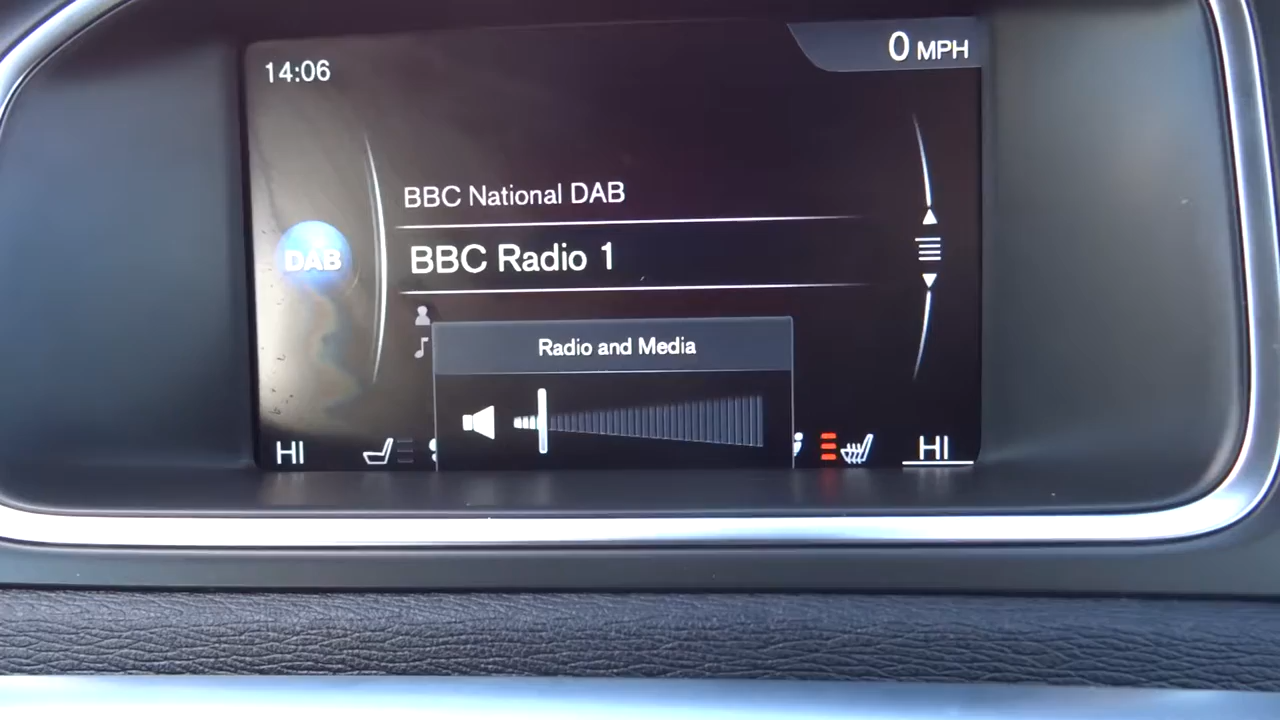 14:06
0 MPH
BBC National DAB
DAB
BBC Radio 1
Radio and Media
HI
HI